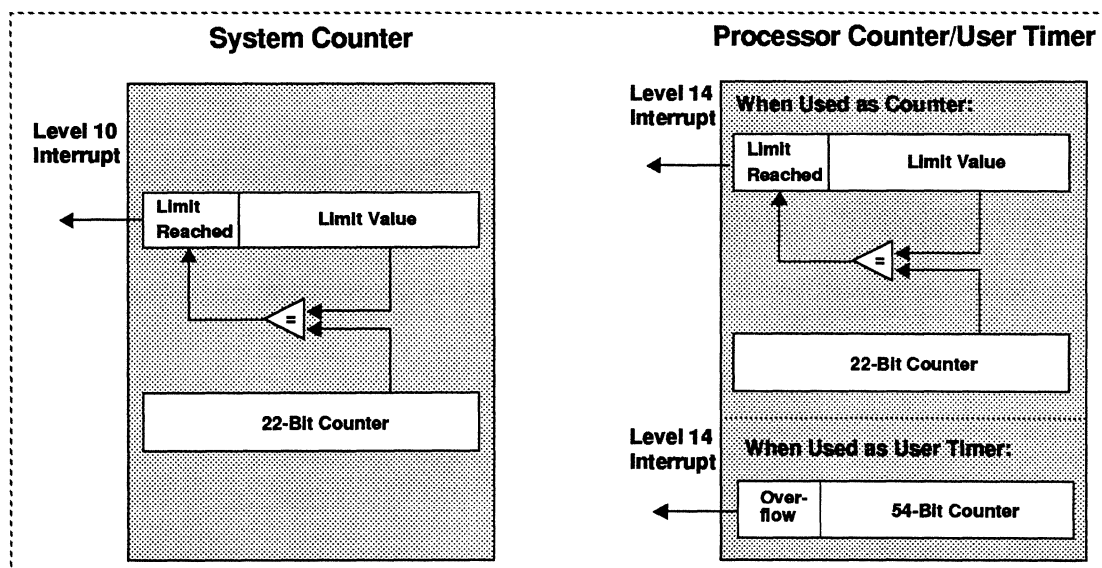 System Counter
Level 10
Interrupt
Limit
Reached
Limit Value
=
22-Bit Counter
Processor Counter/User Timer
Level 14
Interrupt
When Used as Counter:
Limit
Reached
Limit Value
=
22-Bit Counter
Level 14
Interrupt
When Used as User Timer:
Over-
flow
54-Bit Counter